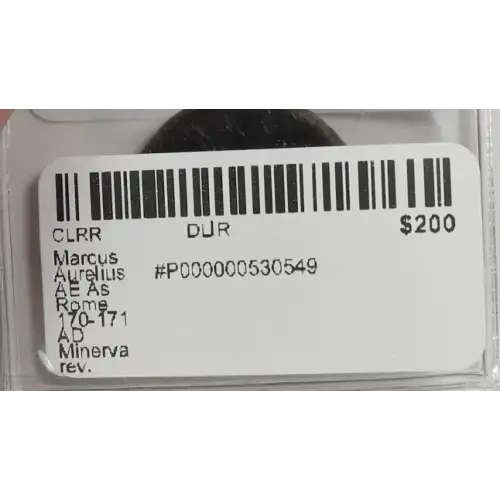 CLRR DUR $200
Marcus
Aurelius #P000000530549
AE As
Rome
170-171
AD
Minerva
rev.